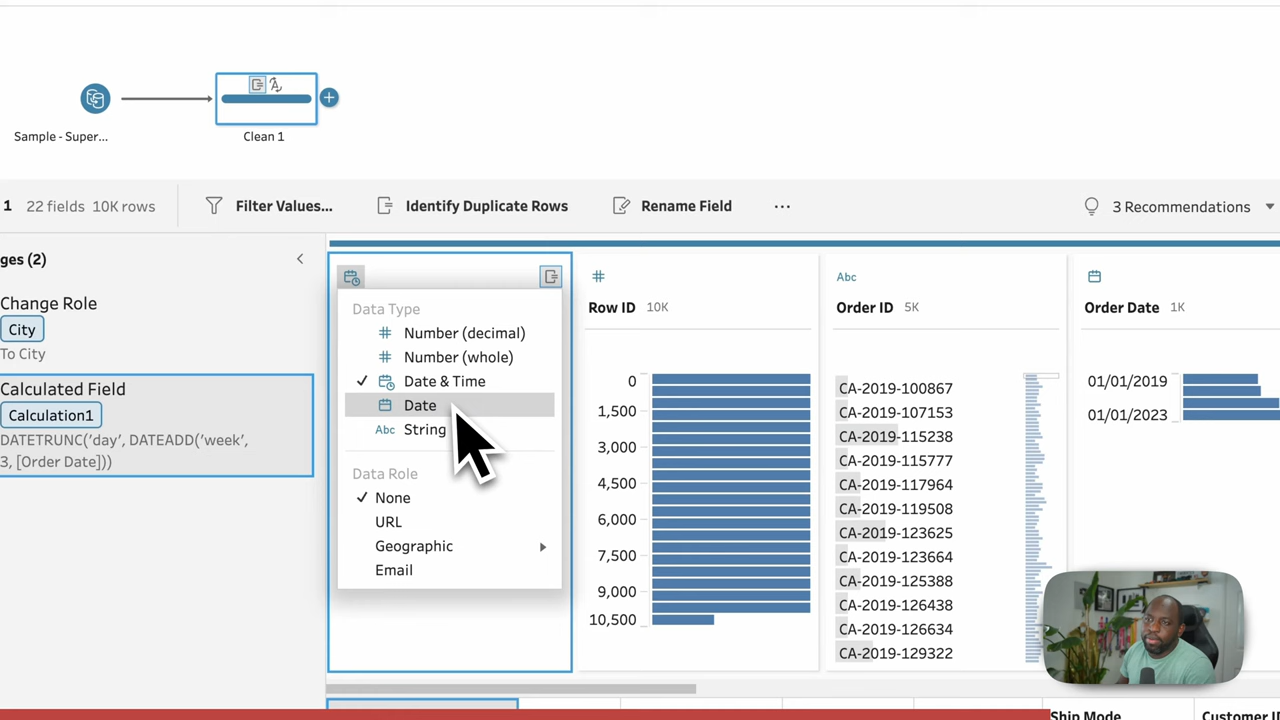 Sample - Super...
Clean 1
1 22 fields 10K rows
Filter Values...
Identify Duplicate Rows
Rename Field
...
3 Recommendations
ges (2)
Change Role
City
To City
Calculated Field
Calculation1
DATETRUNC('day', DATEADD('week',
3, [Order Date]))
Data Type
# Number (decimal)
# Number (whole)
Date & Time
Date
Abc String
Data Role
None
URL
Geographic
Email
#
Row ID 10K
0
1,500
3,000
4,500
6,000
7,500
9,000
10,500
Abc
Order ID 5K
CA-2019-100867
CA-2019-107153
CA-2019-115238
CA-2019-115777
CA-2019-117964
CA-2019-119508
CA-2019-123625
CA-2019-123664
CA-2019-125388
CA-2019-126438
CA-2019-126634
CA-2019-129322
Order Date 1K
01/01/2019
01/01/2023
Ship Mode
Customer I